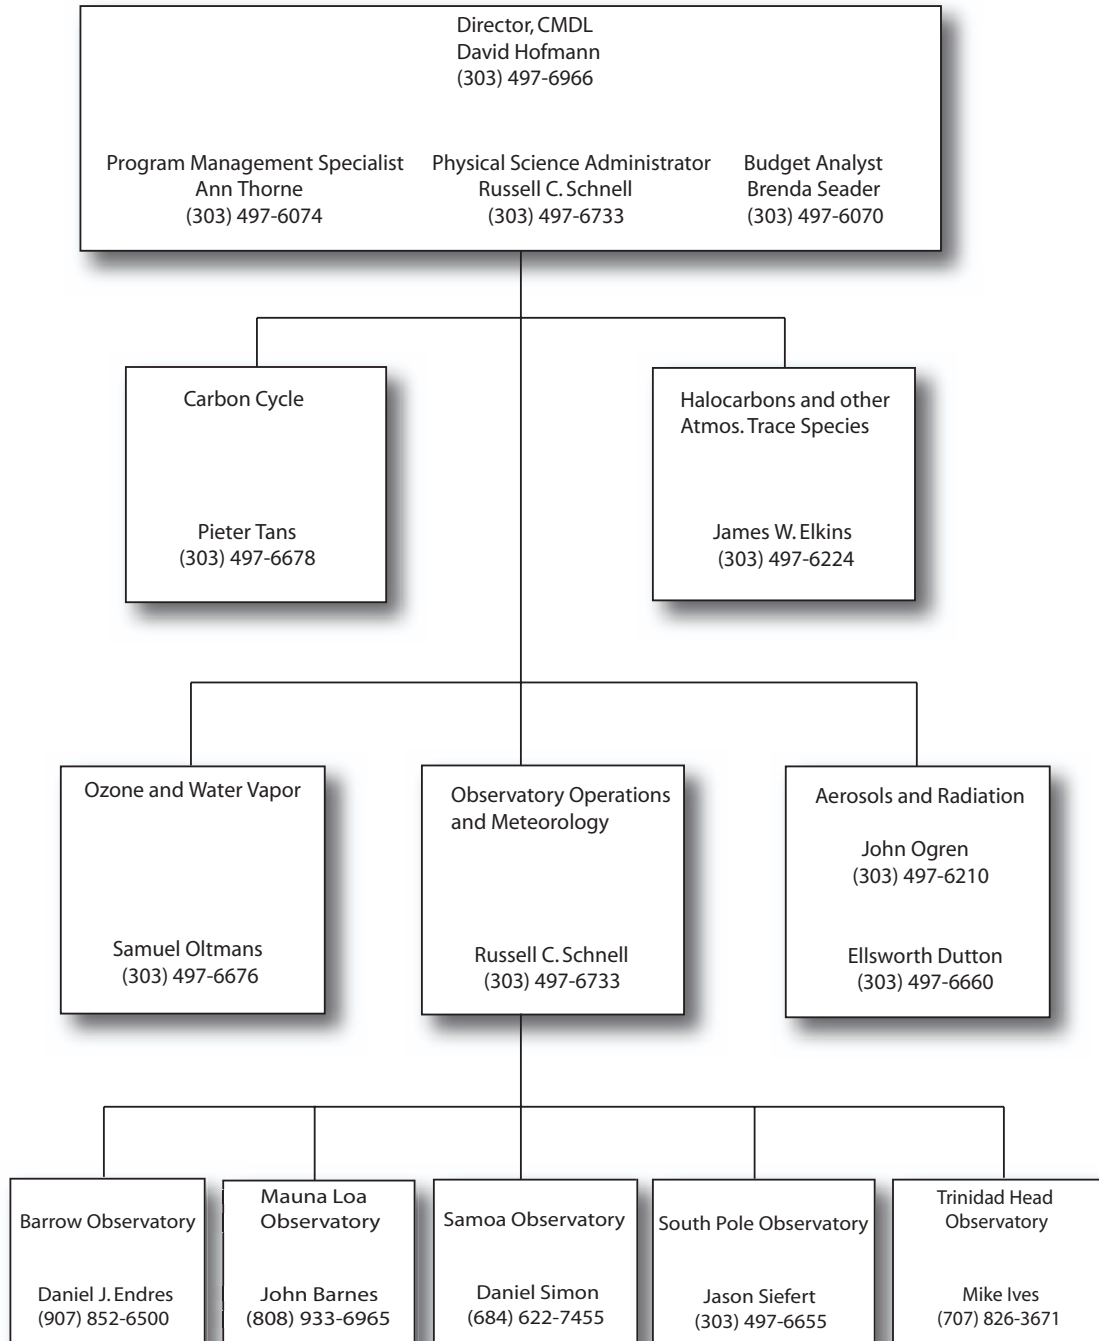 Director, CMDL
David Hofmann
(303) 497-6966
Program Management Specialist
Ann Thorne
(303) 497-6074
Physical Science Administrator
Russell C. Schnell
(303) 497-6733
Budget Analyst
Brenda Seader
(303) 497-6070
Carbon Cycle
Pieter Tans
(303) 497-6678
Halocarbons and other
Atmos. Trace Species
James W. Elkins
(303) 497-6224
Ozone and Water Vapor
Samuel Oltmans
(303) 497-6676
Observatory Operations
and Meteorology
Russell C. Schnell
(303) 497-6733
Aerosols and Radiation
John Ogren
(303) 497-6210
Ellsworth Dutton
(303) 497-6660
Barrow Observatory
Daniel J. Endres
(907) 852-6500
Mauna Loa
Observatory
John Barnes
(808) 933-6965
Samoa Observatory
Daniel Simon
(684) 622-7455
South Pole Observatory
Jason Siefert
(303) 497-6655
Trinidad Head
Observatory
Mike Ives
(707) 826-3671